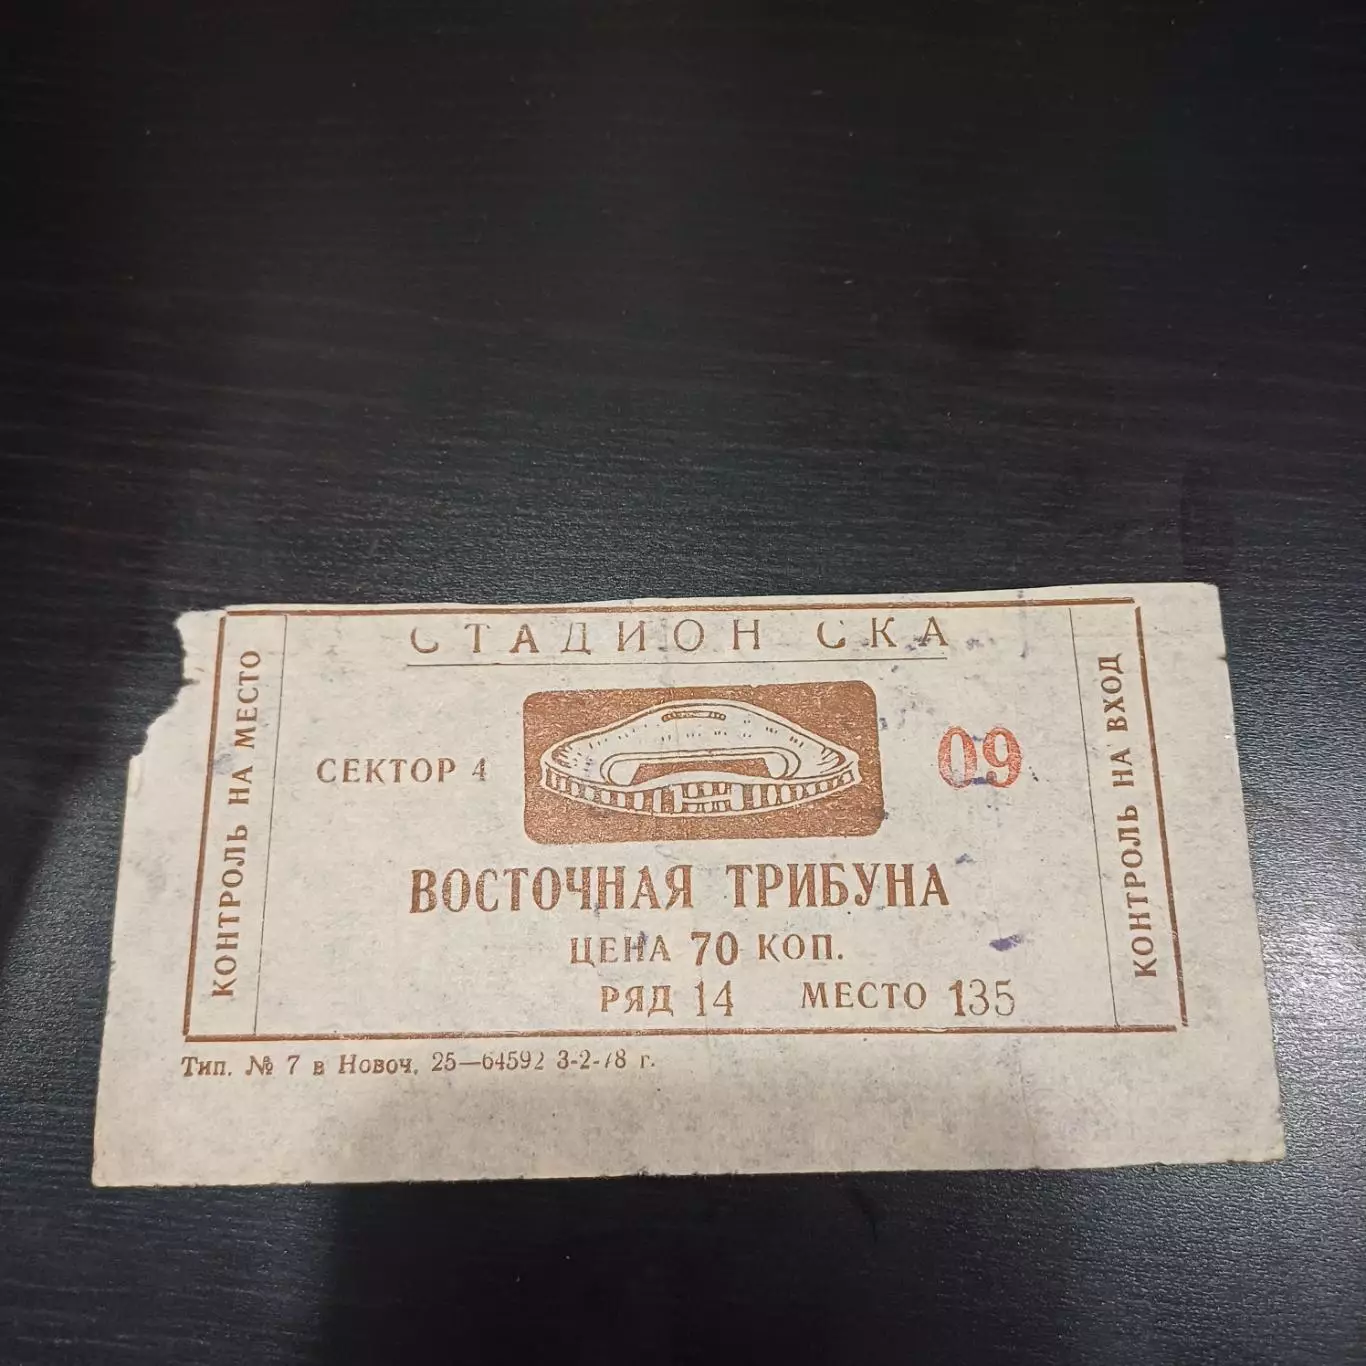 СТАДИОН СКА
КОНТРОЛЬ НА МЕСТО
СЕКТОР 4
09
ВОСТОЧНАЯ ТРИБУНА
ЦЕНА 70 КОП.
РЯД 14 МЕСТО 135
КОНТРОЛЬ НА ВХОД
Тип. № 7 в Новоч. 25—64592 3-2-78 г.